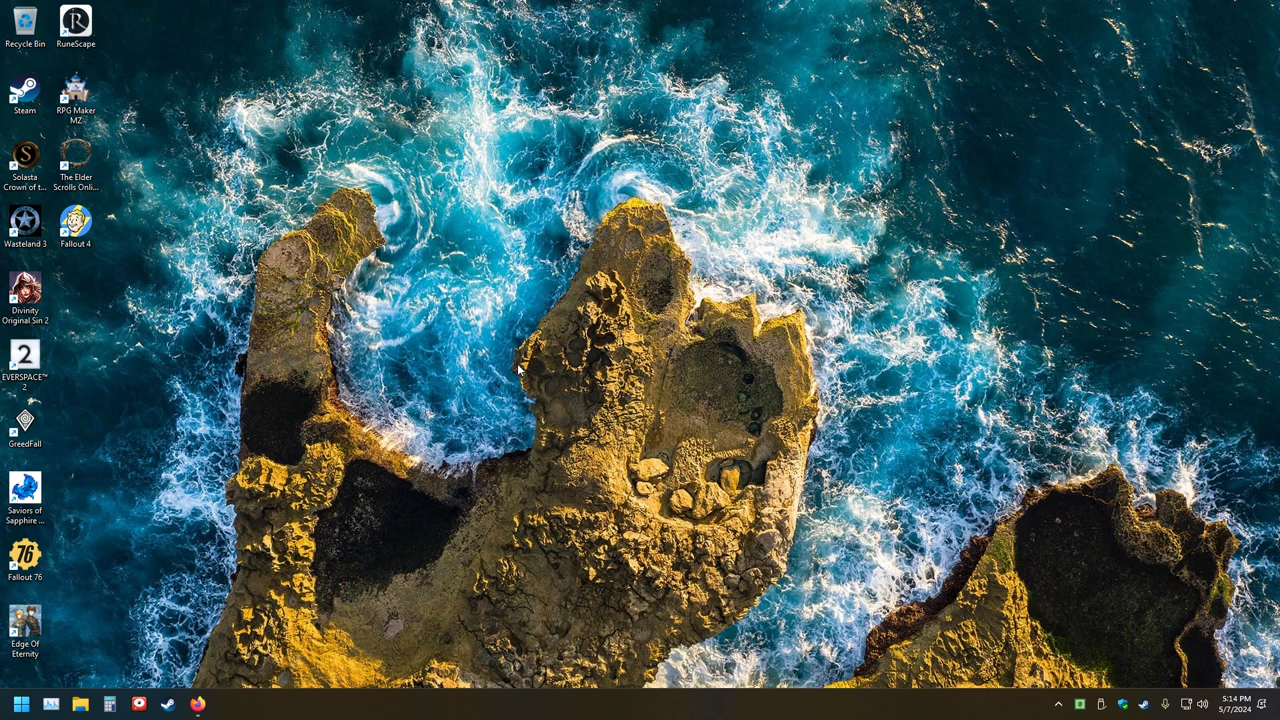 Recycle Bin
RuneScape
Steam
RPG Maker
MZ
Solasta
Crown of t...
The Elder
Scrolls Onli...
Wasteland 3
Fallout 4
Divinity
Original Sin 2
2
EVERSPACE™
2
GreedFall
Saviors of
Sapphire ...
76
Fallout 76
Edge Of
Eternity
5:14 PM
5/7/2024